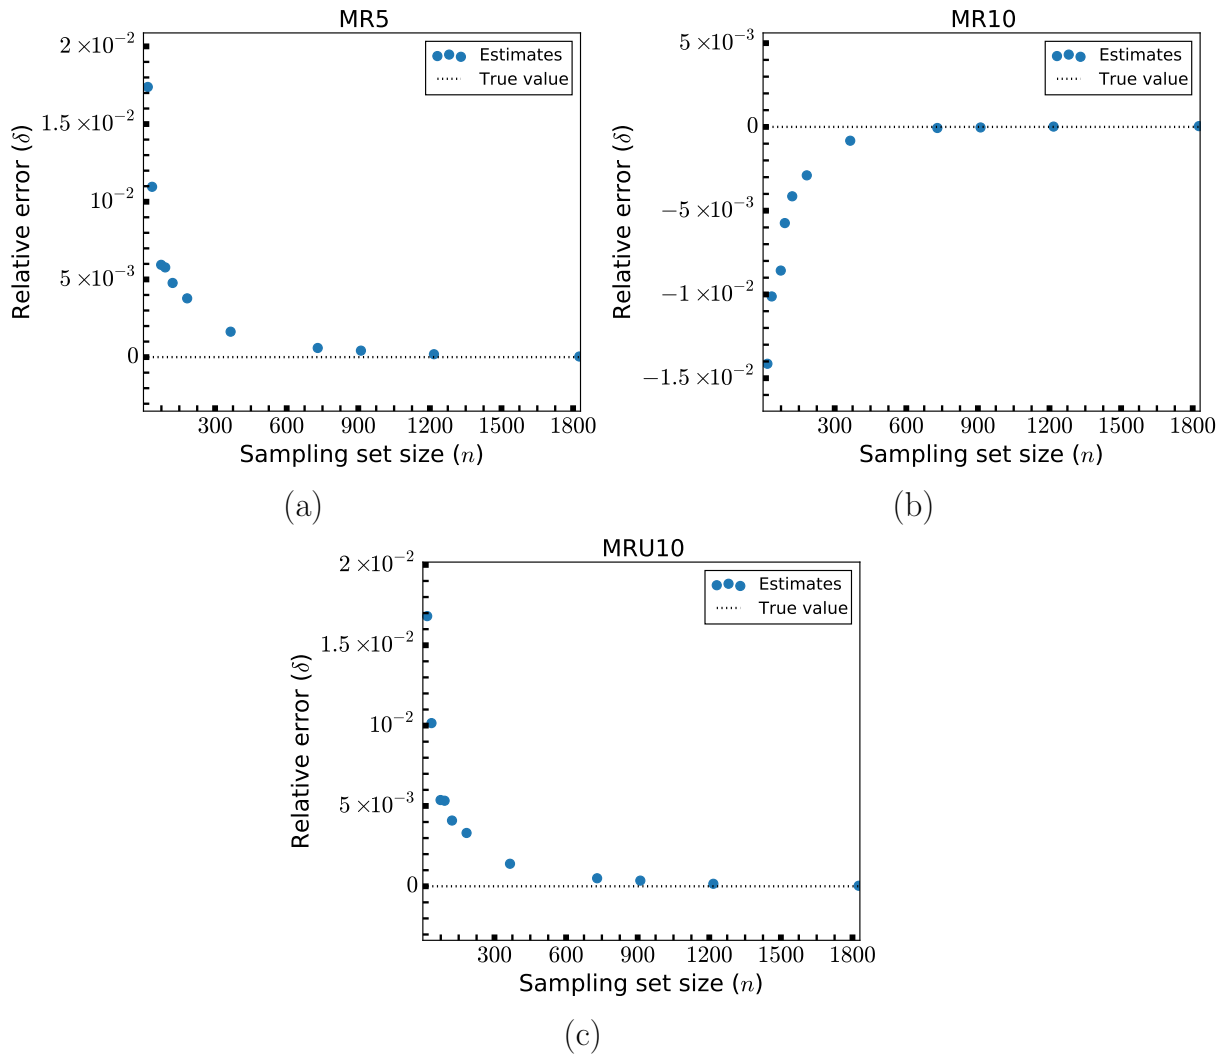 MR5
2 ×10⁻²
1.5 ×10⁻²
10⁻²
5 ×10⁻³
0
Relative error (δ)
Estimates
True value
300 600 900 1200 1500 1800
Sampling set size (n)
(a)
MR10
5 ×10⁻³
0
−5 ×10⁻³
−1 ×10⁻²
−1.5 ×10⁻²
Relative error (δ)
Estimates
True value
300 600 900 1200 1500 1800
Sampling set size (n)
(b)
MRU10
2 ×10⁻²
1.5 ×10⁻²
10⁻²
5 ×10⁻³
0
Relative error (δ)
Estimates
True value
300 600 900 1200 1500 1800
Sampling set size (n)
(c)